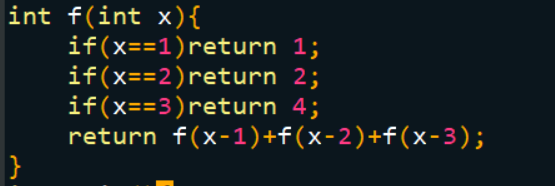 int f(int x){
    if(x==1)return 1;
    if(x==2)return 2;
    if(x==3)return 4;
    return f(x-1)+f(x-2)+f(x-3);
}